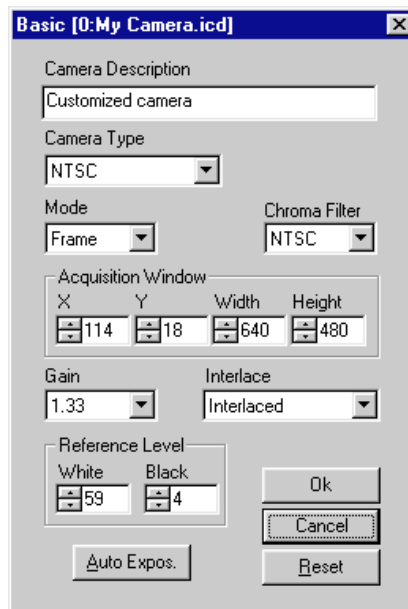 Basic [0:My Camera.icd]
Camera Description
Customized camera
Camera Type
NTSC
Mode Chroma Filter
Frame NTSC
Acquisition Window
X Y Width Height
114 18 640 480
Gain Interlace
1.33 Interlaced
Reference Level
White Black
59 4
Ok
Cancel
Auto Expos.
Reset